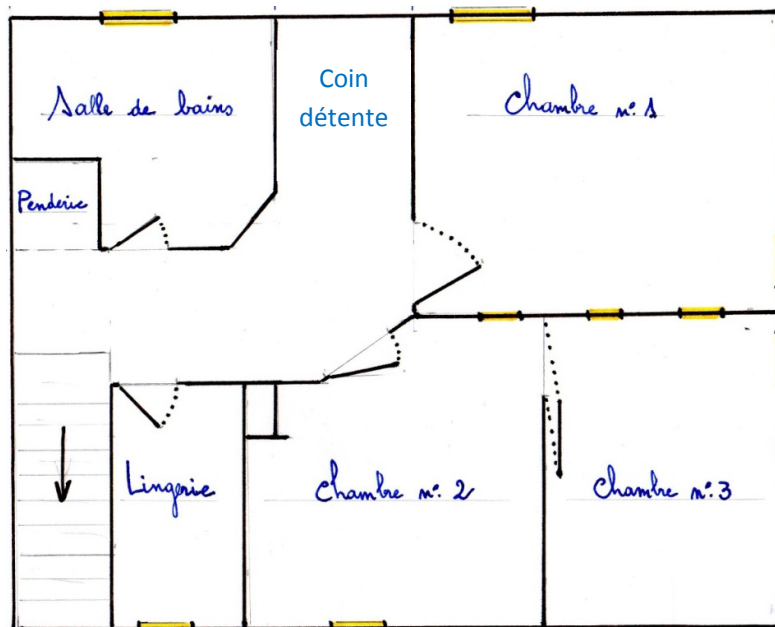 Coin
détente
Salle de bains
Chambre n° 1
Penderie
Lingerie
Chambre n° 2
Chambre n° 3